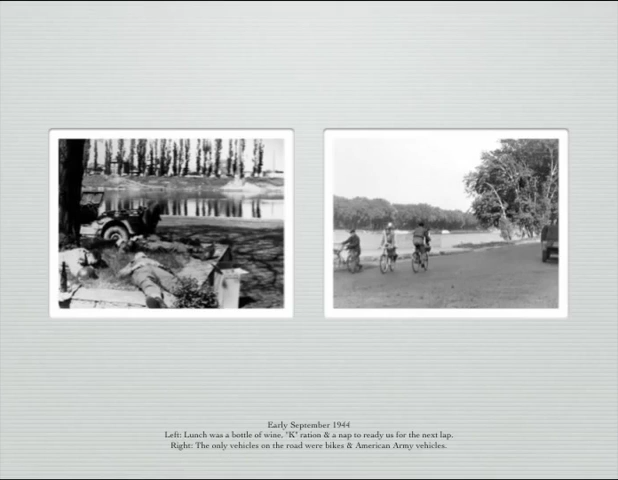 Early September 1944
Left: Lunch was a bottle of wine, "K" ration & a nap to ready us for the next lap.
Right: The only vehicles on the road were bikes & American Army vehicles.